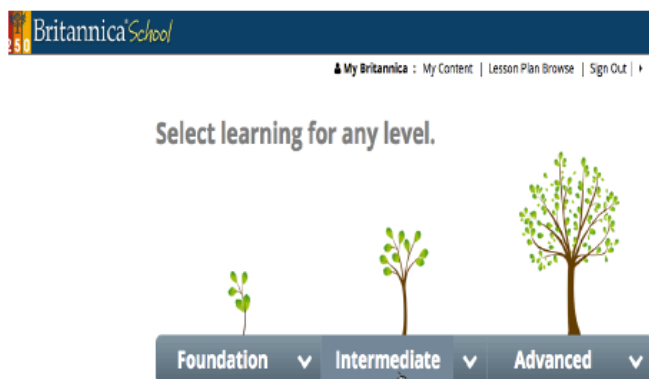 250
Britannica School
My Britannica : My Content | Lesson Plan Browse | Sign Out |
Select learning for any level.
Foundation Intermediate Advanced